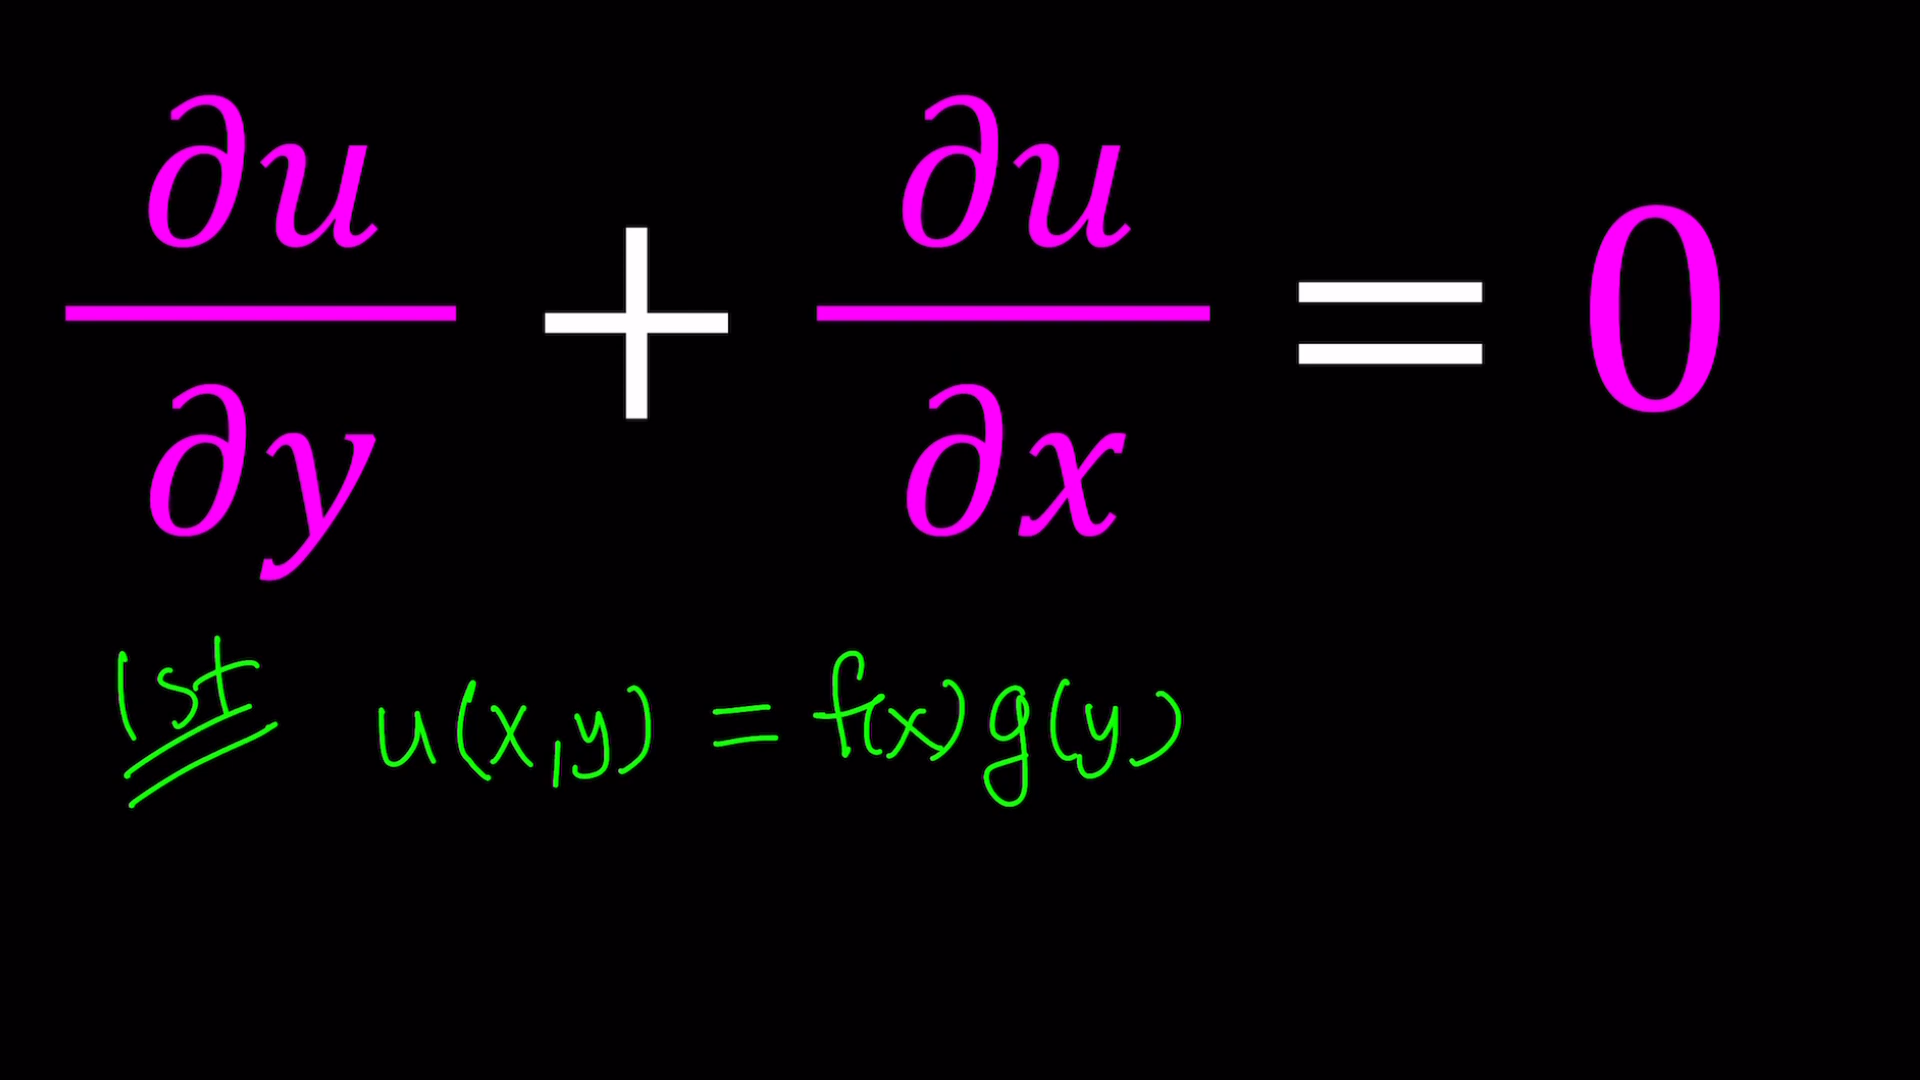 ∂u/∂y + ∂u/∂x = 0
1st u(x,y) = f(x)g(y)